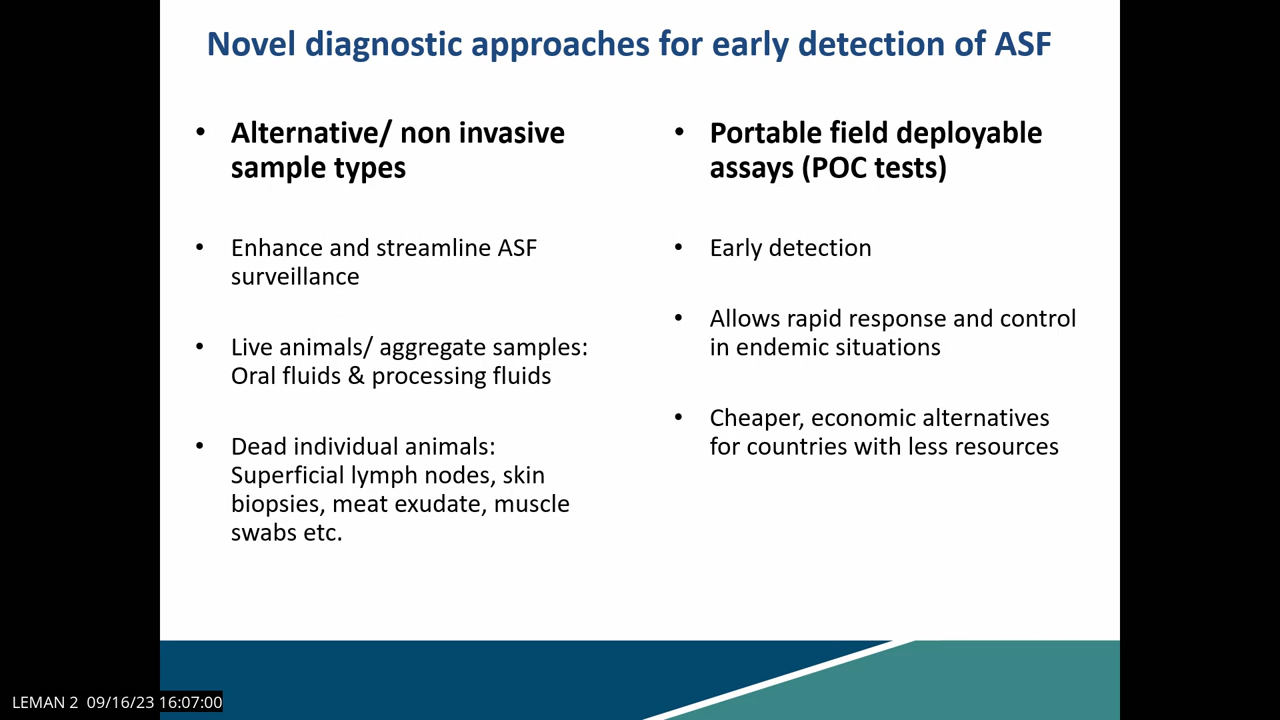 Novel diagnostic approaches for early detection of ASF
• Alternative/ non invasive
sample types
• Enhance and streamline ASF
surveillance
• Live animals/ aggregate samples:
Oral fluids & processing fluids
• Dead individual animals:
Superficial lymph nodes, skin
biopsies, meat exudate, muscle
swabs etc.
• Portable field deployable
assays (POC tests)
• Early detection
• Allows rapid response and control
in endemic situations
• Cheaper, economic alternatives
for countries with less resources
LEMAN 2 09/16/23 16:07:00